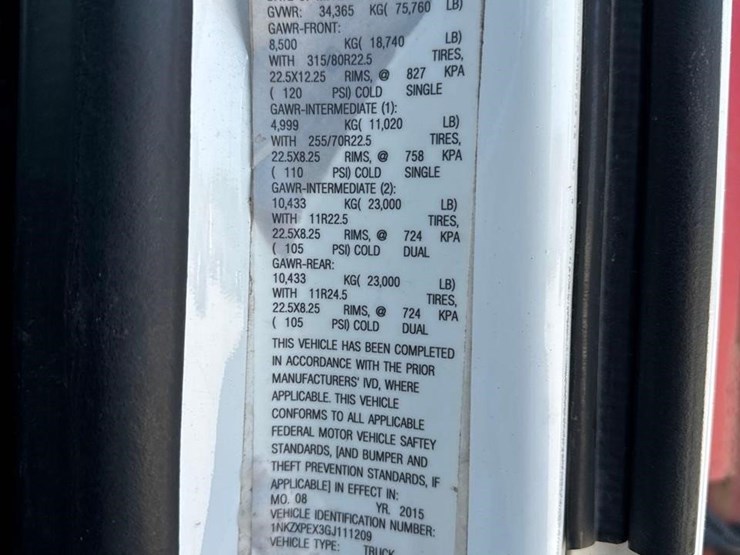 GVWR: 34,365 KG( 75,760 LB)
GAWR-FRONT:
8,500 KG( 18,740 LB)
WITH 315/80R22.5 TIRES,
22.5X12.25 RIMS, @ 827 KPA
( 120 PSI) COLD SINGLE
GAWR-INTERMEDIATE (1):
4,999 KG( 11,020 LB)
WITH 255/70R22.5 TIRES,
22.5X8.25 RIMS, @ 758 KPA
( 110 PSI) COLD SINGLE
GAWR-INTERMEDIATE (2):
10,433 KG( 23,000 LB)
WITH 11R22.5 TIRES,
22.5X8.25 RIMS, @ 724 KPA
( 105 PSI) COLD DUAL
GAWR-REAR:
10,433 KG( 23,000 LB)
WITH 11R24.5 TIRES,
22.5X8.25 RIMS, @ 724 KPA
( 105 PSI) COLD DUAL
THIS VEHICLE HAS BEEN COMPLETED
IN ACCORDANCE WITH THE PRIOR
MANUFACTURERS' IVD, WHERE
APPLICABLE. THIS VEHICLE
CONFORMS TO ALL APPLICABLE
FEDERAL MOTOR VEHICLE SAFTEY
STANDARDS, [AND BUMPER AND
THEFT PREVENTION STANDARDS, IF
APPLICABLE] IN EFFECT IN:
MO. 08 YR. 2015
VEHICLE IDENTIFICATION NUMBER:
1NKZXPEX3GJ111209
VEHICLE TYPE: TRUCK